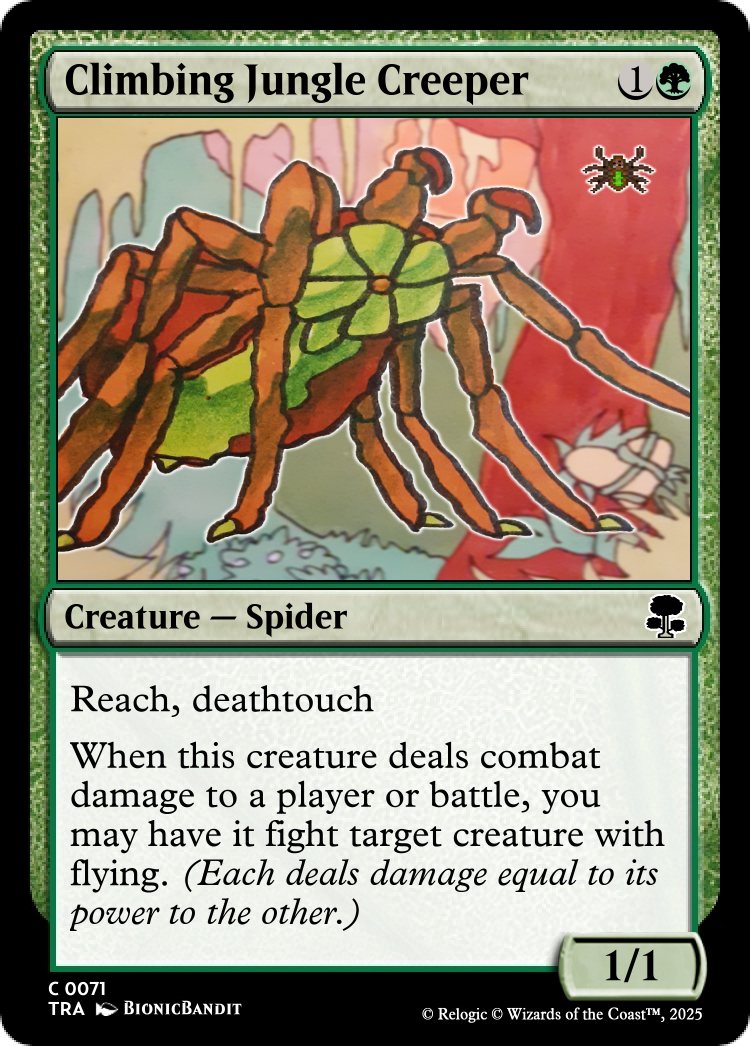 Climbing Jungle Creeper 1
Creature — Spider
Reach, deathtouch
When this creature deals combat
damage to a player or battle, you
may have it fight target creature with
flying. (Each deals damage equal to its
power to the other.)
1/1
C 0071
TRA BionicBandit
© Relogic © Wizards of the Coast™, 2025